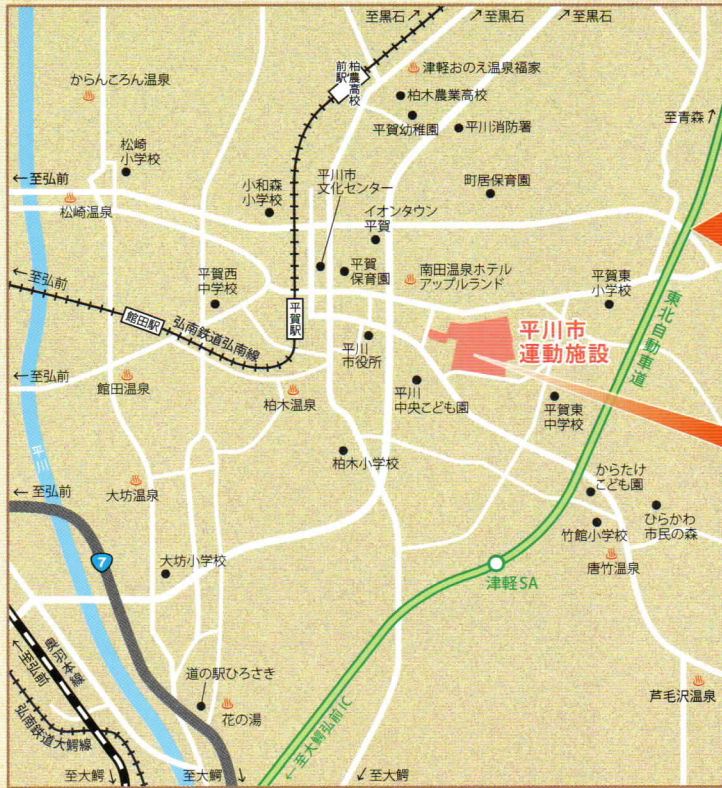 至黒石↗
至黒石↗
至黒石↗
柏農高校
前駅
津軽おのえ温泉福家
からんころん温泉
柏木農業高校
平賀幼稚園
平川消防署
至青森↗
松崎
小学校
←至弘前
松崎温泉
小和森
小学校
平川市
文化センター
町居保育園
イオンタウン
平賀
←至弘前
平賀西
中学校
平賀
保育園
南田温泉ホテル
アップルランド
平賀東
小学校
館田駅
弘南鉄道弘南線
平賀駅
平川
市役所
平川市
運動施設
東北自動車道
←至弘前
館田温泉
柏木温泉
平川
中央こども園
平賀東
中学校
平川
柏木小学校
←至弘前
大坊温泉
からたけ
こども園
ひらかわ
市民の森
竹館小学校
唐竹温泉
7
大坊小学校
津軽SA
奥羽本線
←至弘前
道の駅ひろさき
花の湯
芦毛沢温泉
弘南鉄道大鰐線
←至大鰐弘前IC
至大鰐↓
至大鰐↓
↙至大鰐